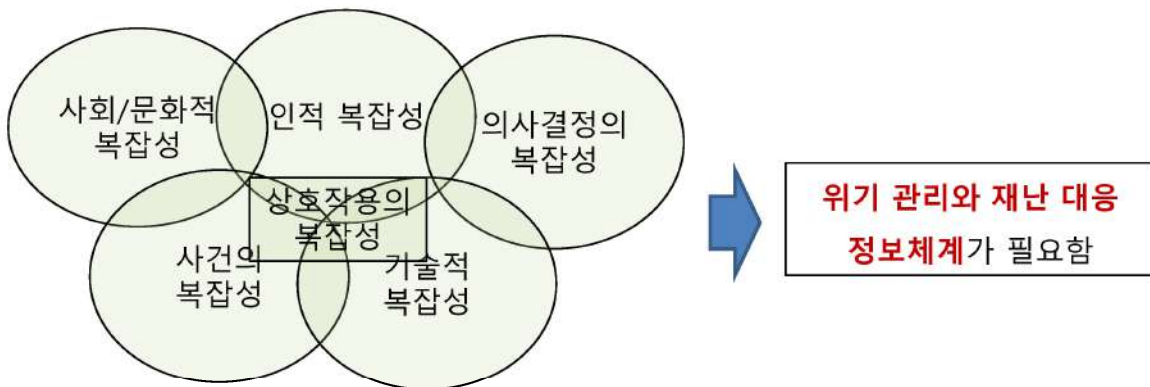 사회/문화적
복잡성
인적 복잡성
의사결정의
복잡성
상호작용의
복잡성
사건의
복잡성
기술적
복잡성
위기 관리와 재난 대응
정보체계가 필요함